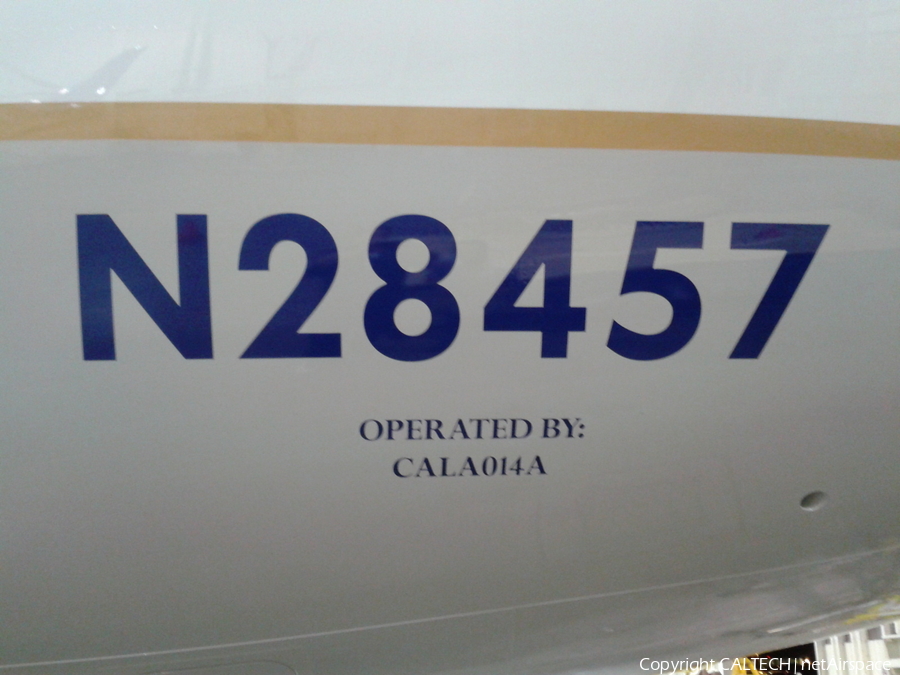 N28457
OPERATED BY:
CALA014A
Copyright CALTECH | netAirspace